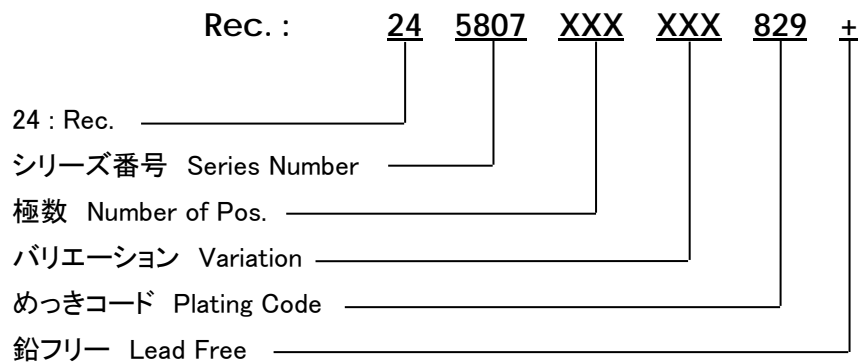 Rec. : 24 5807 XXX XXX 829 +
24 : Rec.
シリーズ番号 Series Number
極数 Number of Pos.
バリエーション Variation
めっきコード Plating Code
鉛フリー Lead Free